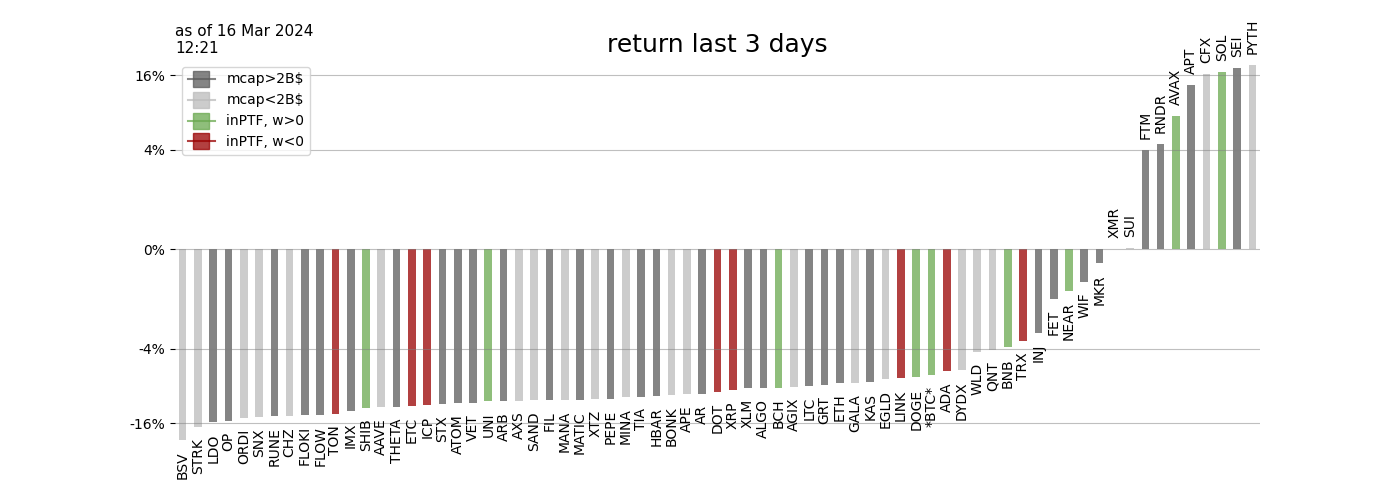 as of 16 Mar 2024
12:21
return last 3 days
mcap>2B$
mcap<2B$
inPTF, w>0
inPTF, w<0
16%
4%
0%
-4%
-16%
BSV
STRK
LDO
OP
ORDI
SNX
RUNE
CHZ
FLOKI
FLOW
TON
IMX
SHIB
AAVE
THETA
ETC
ICP
STX
ATOM
VET
UNI
ARB
AXS
SAND
FIL
MANA
MATIC
XTZ
PEPE
MINA
TIA
HBAR
BONK
APE
AR
DOT
XRP
XLM
ALGO
BCH
AGIX
LTC
GRT
ETH
GALA
KAS
EGLD
LINK
DOGE
*BTC*
ADA
DYDX
WLD
QNT
BNB
TRX
INJ
FET
NEAR
WIF
MKR
XMR
SUI
FTM
RNDR
AVAX
APT
CFX
SOL
SEI
PYTH